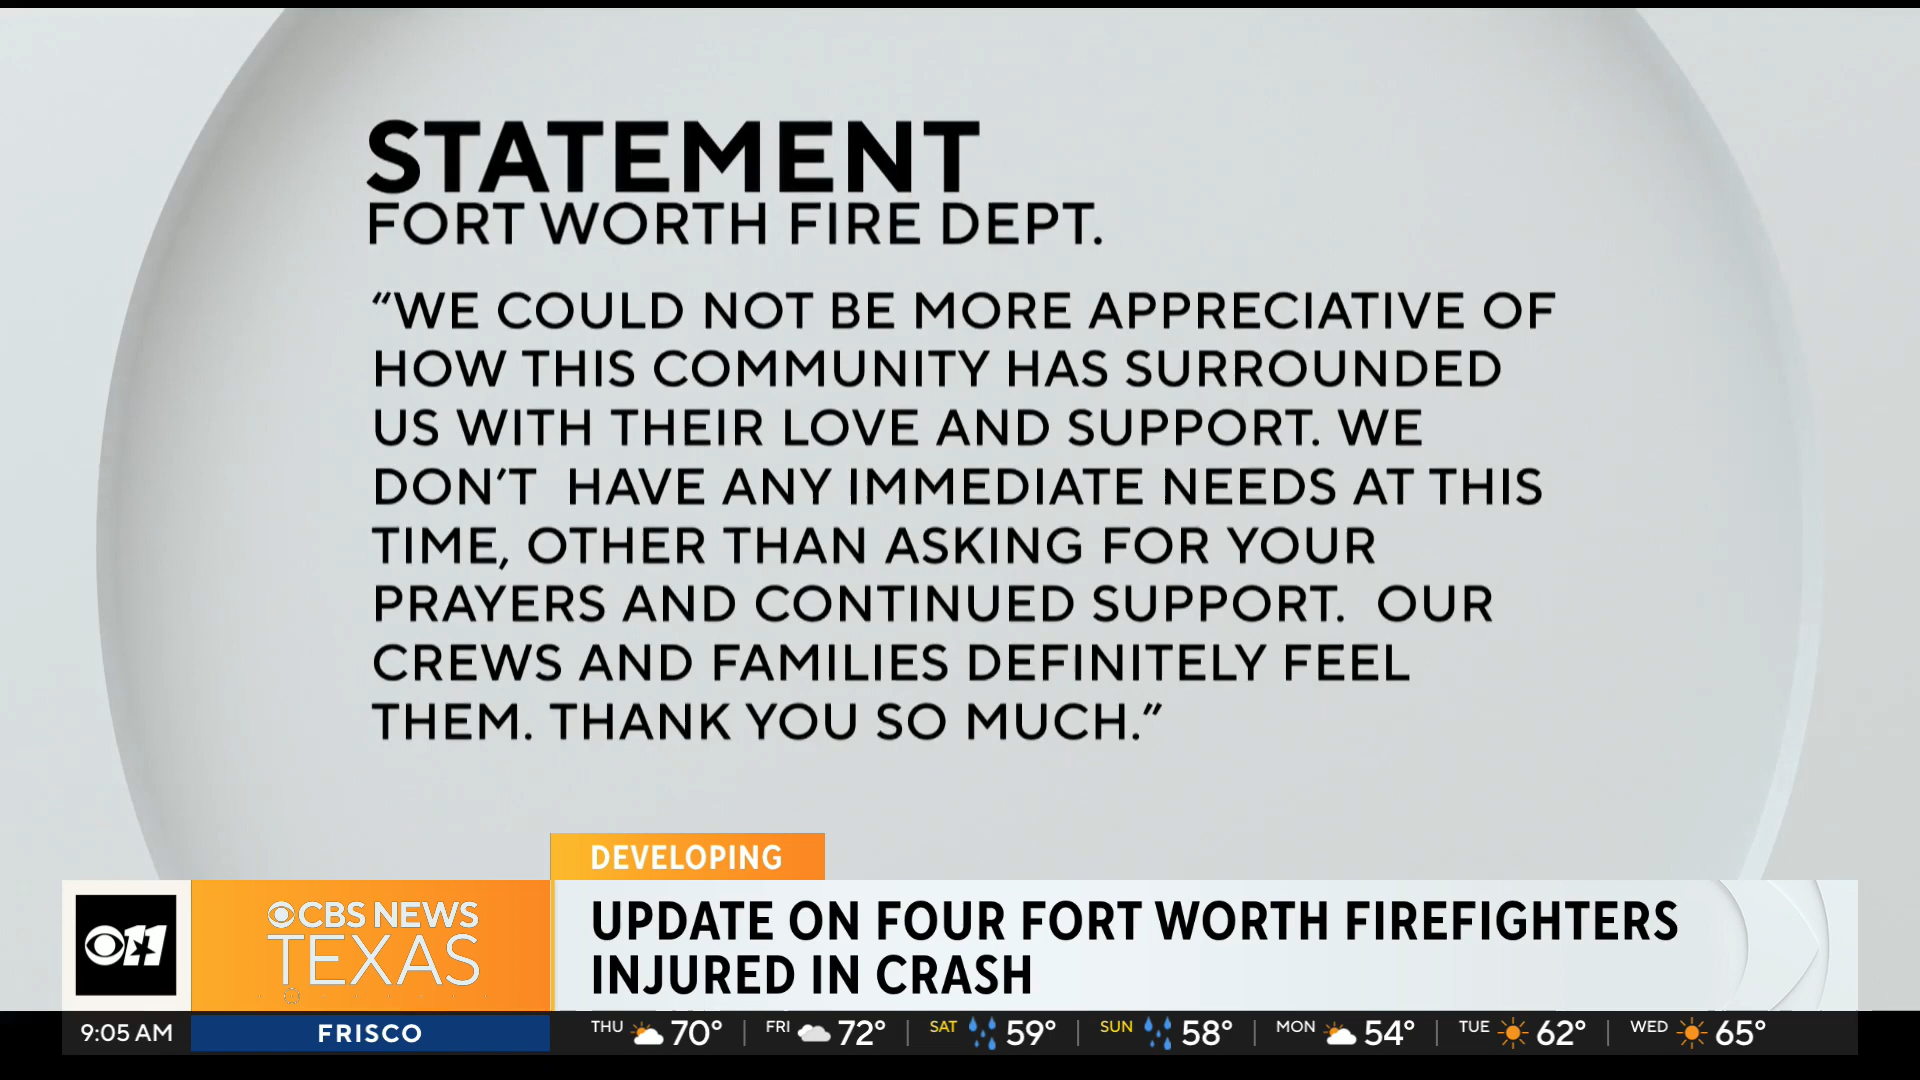 STATEMENT
FORT WORTH FIRE DEPT.
“WE COULD NOT BE MORE APPRECIATIVE OF
HOW THIS COMMUNITY HAS SURROUNDED
US WITH THEIR LOVE AND SUPPORT. WE
DON’T HAVE ANY IMMEDIATE NEEDS AT THIS
TIME, OTHER THAN ASKING FOR YOUR
PRAYERS AND CONTINUED SUPPORT. OUR
CREWS AND FAMILIES DEFINITELY FEEL
THEM. THANK YOU SO MUCH.”
DEVELOPING
UPDATE ON FOUR FORT WORTH FIREFIGHTERS
INJURED IN CRASH
11
CBS NEWS
TEXAS
9:05 AM
FRISCO
THU 70° FRI 72° SAT 59° SUN 58° MON 54° TUE 62° WED 65°